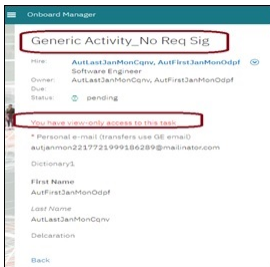 Onboard Manager
Generic Activity_No Req Sig
Hire: AutLastJanMonCqnv, AutFirstJanMonOdpf
Software Engineer
Owner: AutLastJanMonCqnv, AutFirstJanMonOdpf
Due:
Status: pending
You have view-only access to this task
* Personal e-mail (transfers use GE email)
autjanmon2217721999186289@mailinator.com
Dictionary1
First Name
AutFirstJanMonOdpf
Last Name
AutLastJanMonCqnv
Delcaration
Back